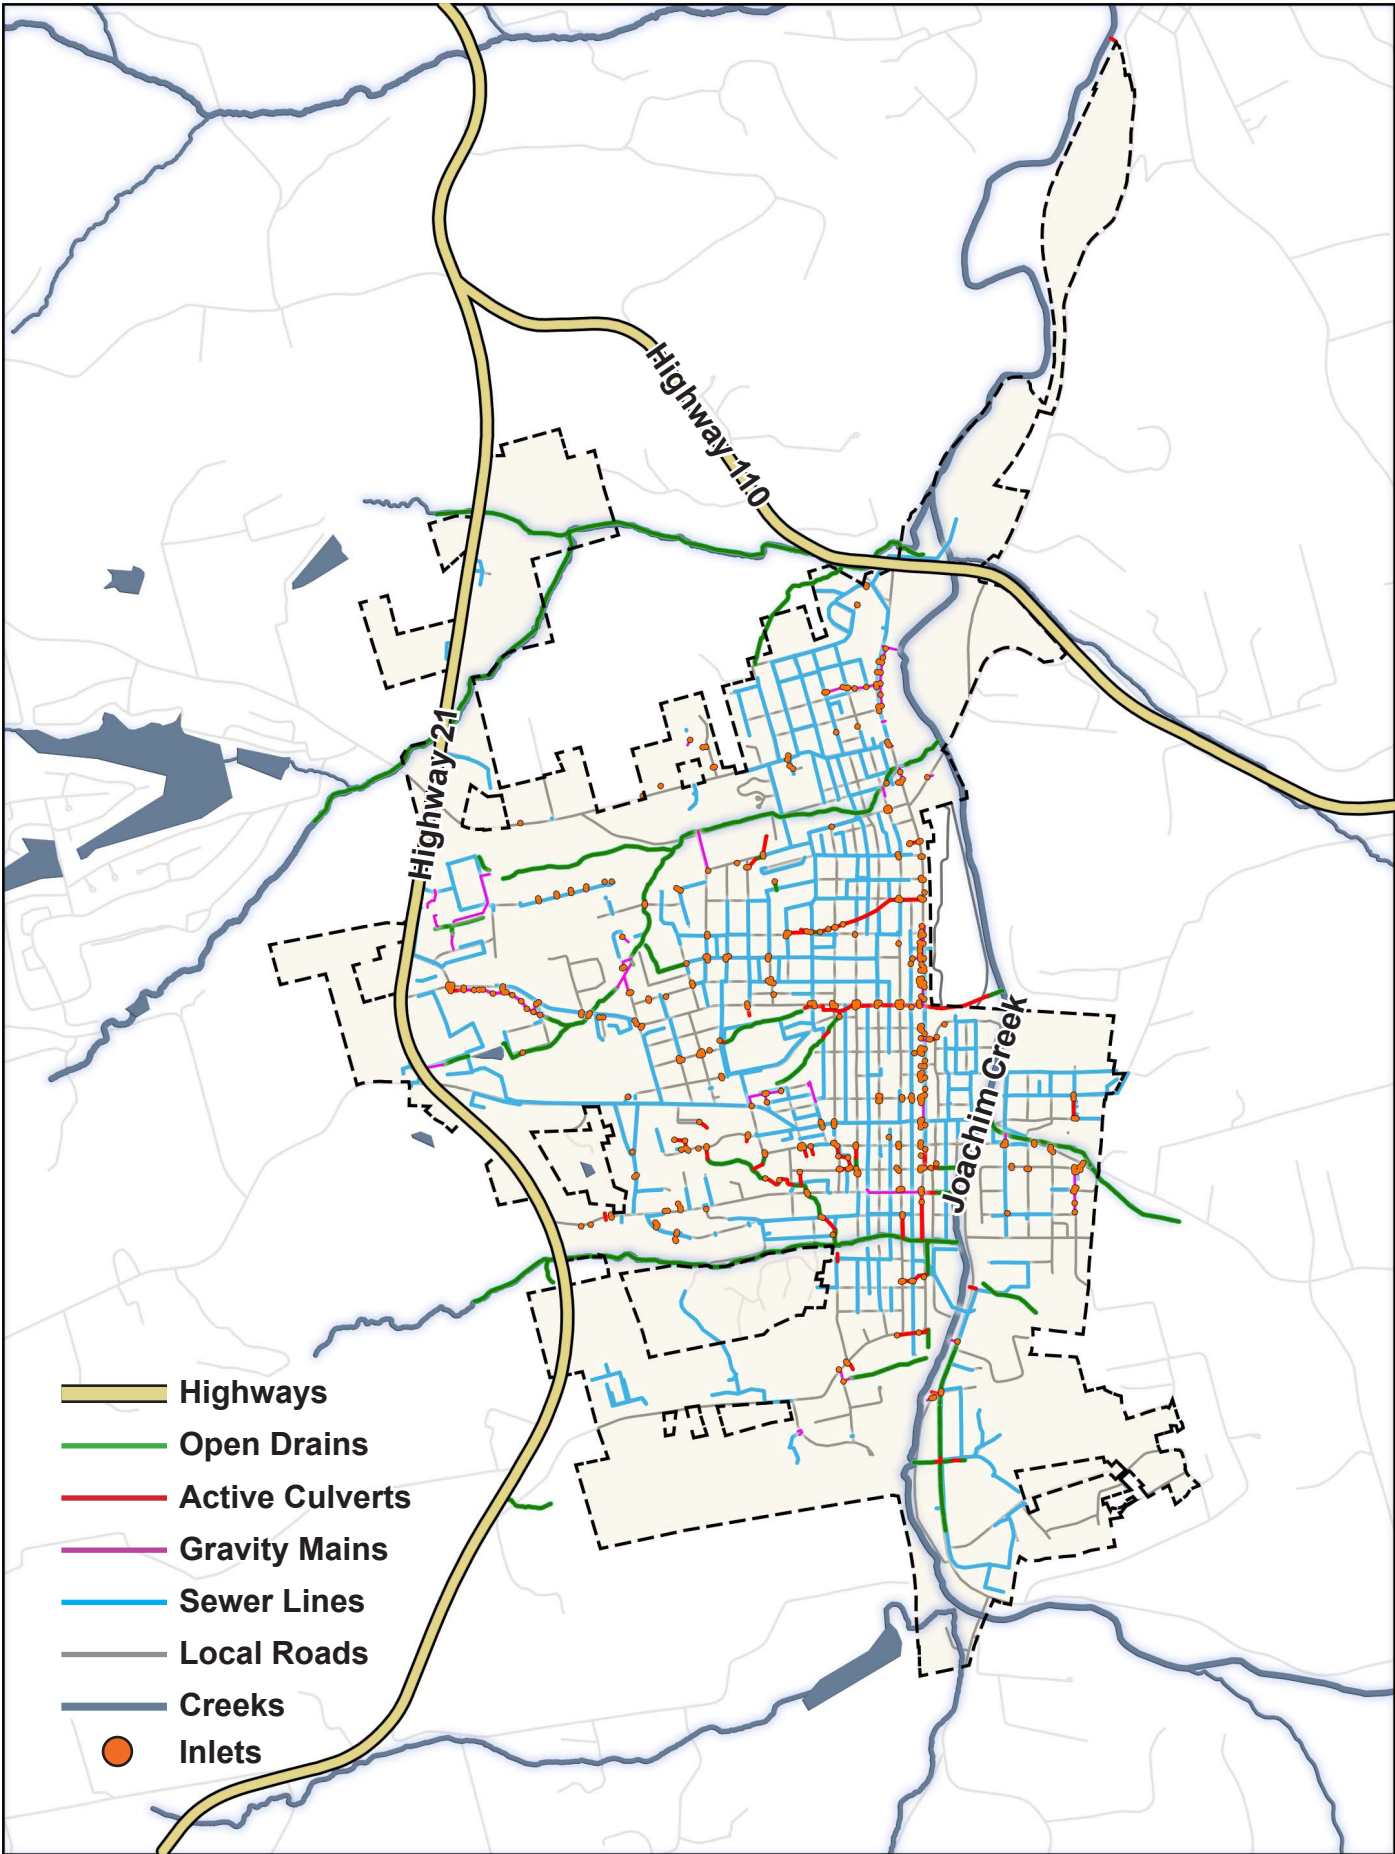 Highway 110
Highway 21
Joachim Creek
Highways
Open Drains
Active Culverts
Gravity Mains
Sewer Lines
Local Roads
Creeks
Inlets